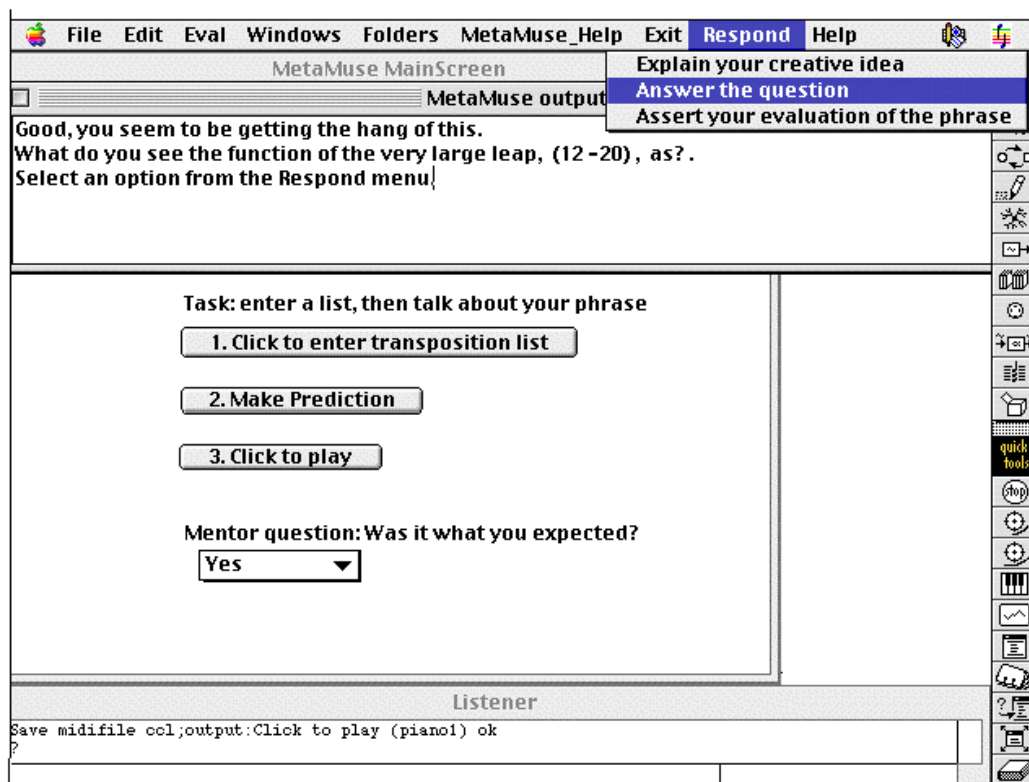 File Edit Eval Windows Folders MetaMuse_Help Exit Respond Help
Explain your creative idea
Answer the question
Assert your evaluation of the phrase
MetaMuse MainScreen
MetaMuse output
Good, you seem to be getting the hang of this.
What do you see the function of the very large leap, (12 -20) , as?.
Select an option from the Respond menu.
Task: enter a list, then talk about your phrase
1. Click to enter transposition list
2. Make Prediction
3. Click to play
Mentor question: Was it what you expected?
Yes
quick
tools
stop
Listener
Save midifile ccl;output:Click to play (piano1) ok
?